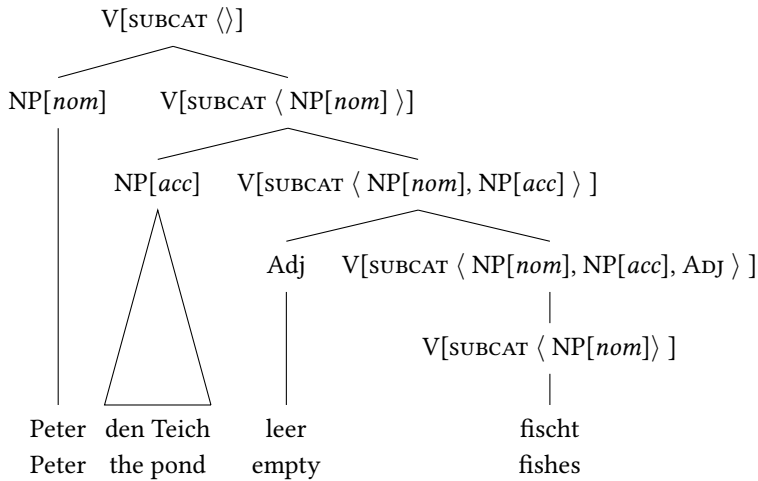 V[SUBCAT ⟨⟩]
NP[nom] V[SUBCAT ⟨ NP[nom] ⟩]
NP[acc] V[SUBCAT ⟨ NP[nom], NP[acc] ⟩ ]
Adj V[SUBCAT ⟨ NP[nom], NP[acc], ADJ ⟩ ]
V[SUBCAT ⟨ NP[nom]⟩ ]
Peter den Teich leer fischt
Peter the pond empty fishes